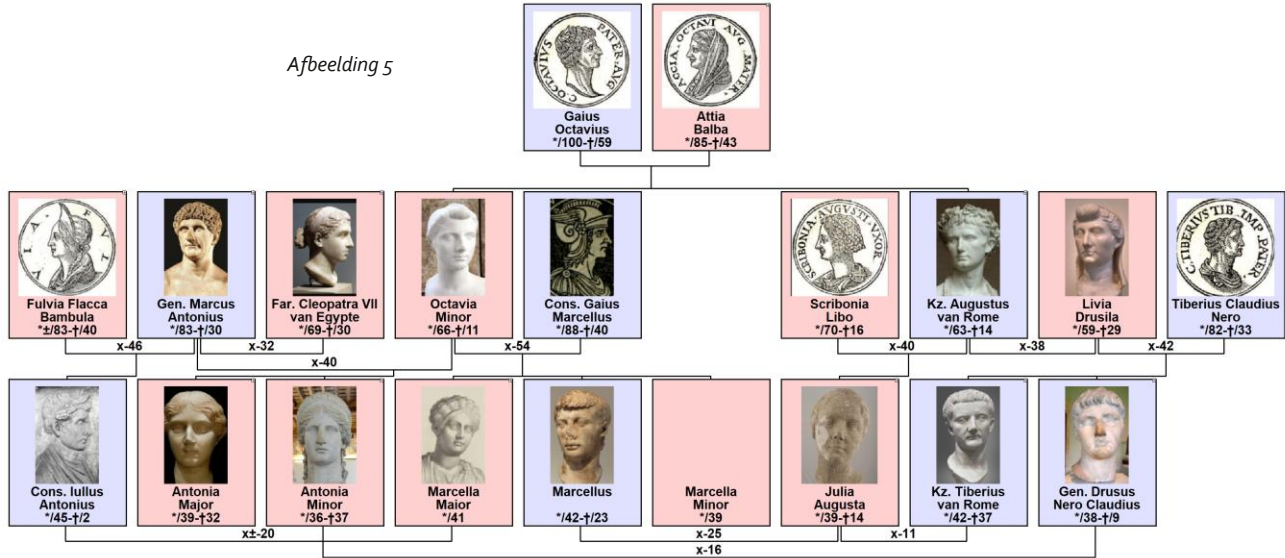 Afbeelding 5
C·OCTAVIVS PATER·AVG
ACCIA·OCTAVI AVG·MATER·
Gaius
Octavius
*/100-†/59
Attia
Balba
*/85-†/43
FVLVIA
SCRIBONIA·AVGVSTI·VXOR
C·TIBERIVS TIB·IMP·PATER
Fulvia Flacca
Bambula
*±/83-†/40
Gen. Marcus
Antonius
*/83-†/30
Far. Cleopatra VII
van Egypte
*/69-†/30
Octavia
Minor
*/66-†/11
Cons. Gaius
Marcellus
*/88-†/40
Scribonia
Libo
*/70-†16
Kz. Augustus
van Rome
*/63-†14
Livia
Drusila
*/59-†29
Tiberius Claudius
Nero
*/82-†/33
x-46
x-32
x-54
x-40
x-38
x-42
x-40
Cons. Iullus
Antonius
*/45-†/2
Antonia
Major
*/39-†32
Antonia
Minor
*/36-†37
Marcella
Maior
*/41
Marcellus
*/42-†/23
Marcella
Minor
*/39
Julia
Augusta
*/39-†14
Kz. Tiberius
van Rome
*/42-†37
Gen. Drusus
Nero Claudius
*/38-†/9
x±-20
x-25
x-11
x-16